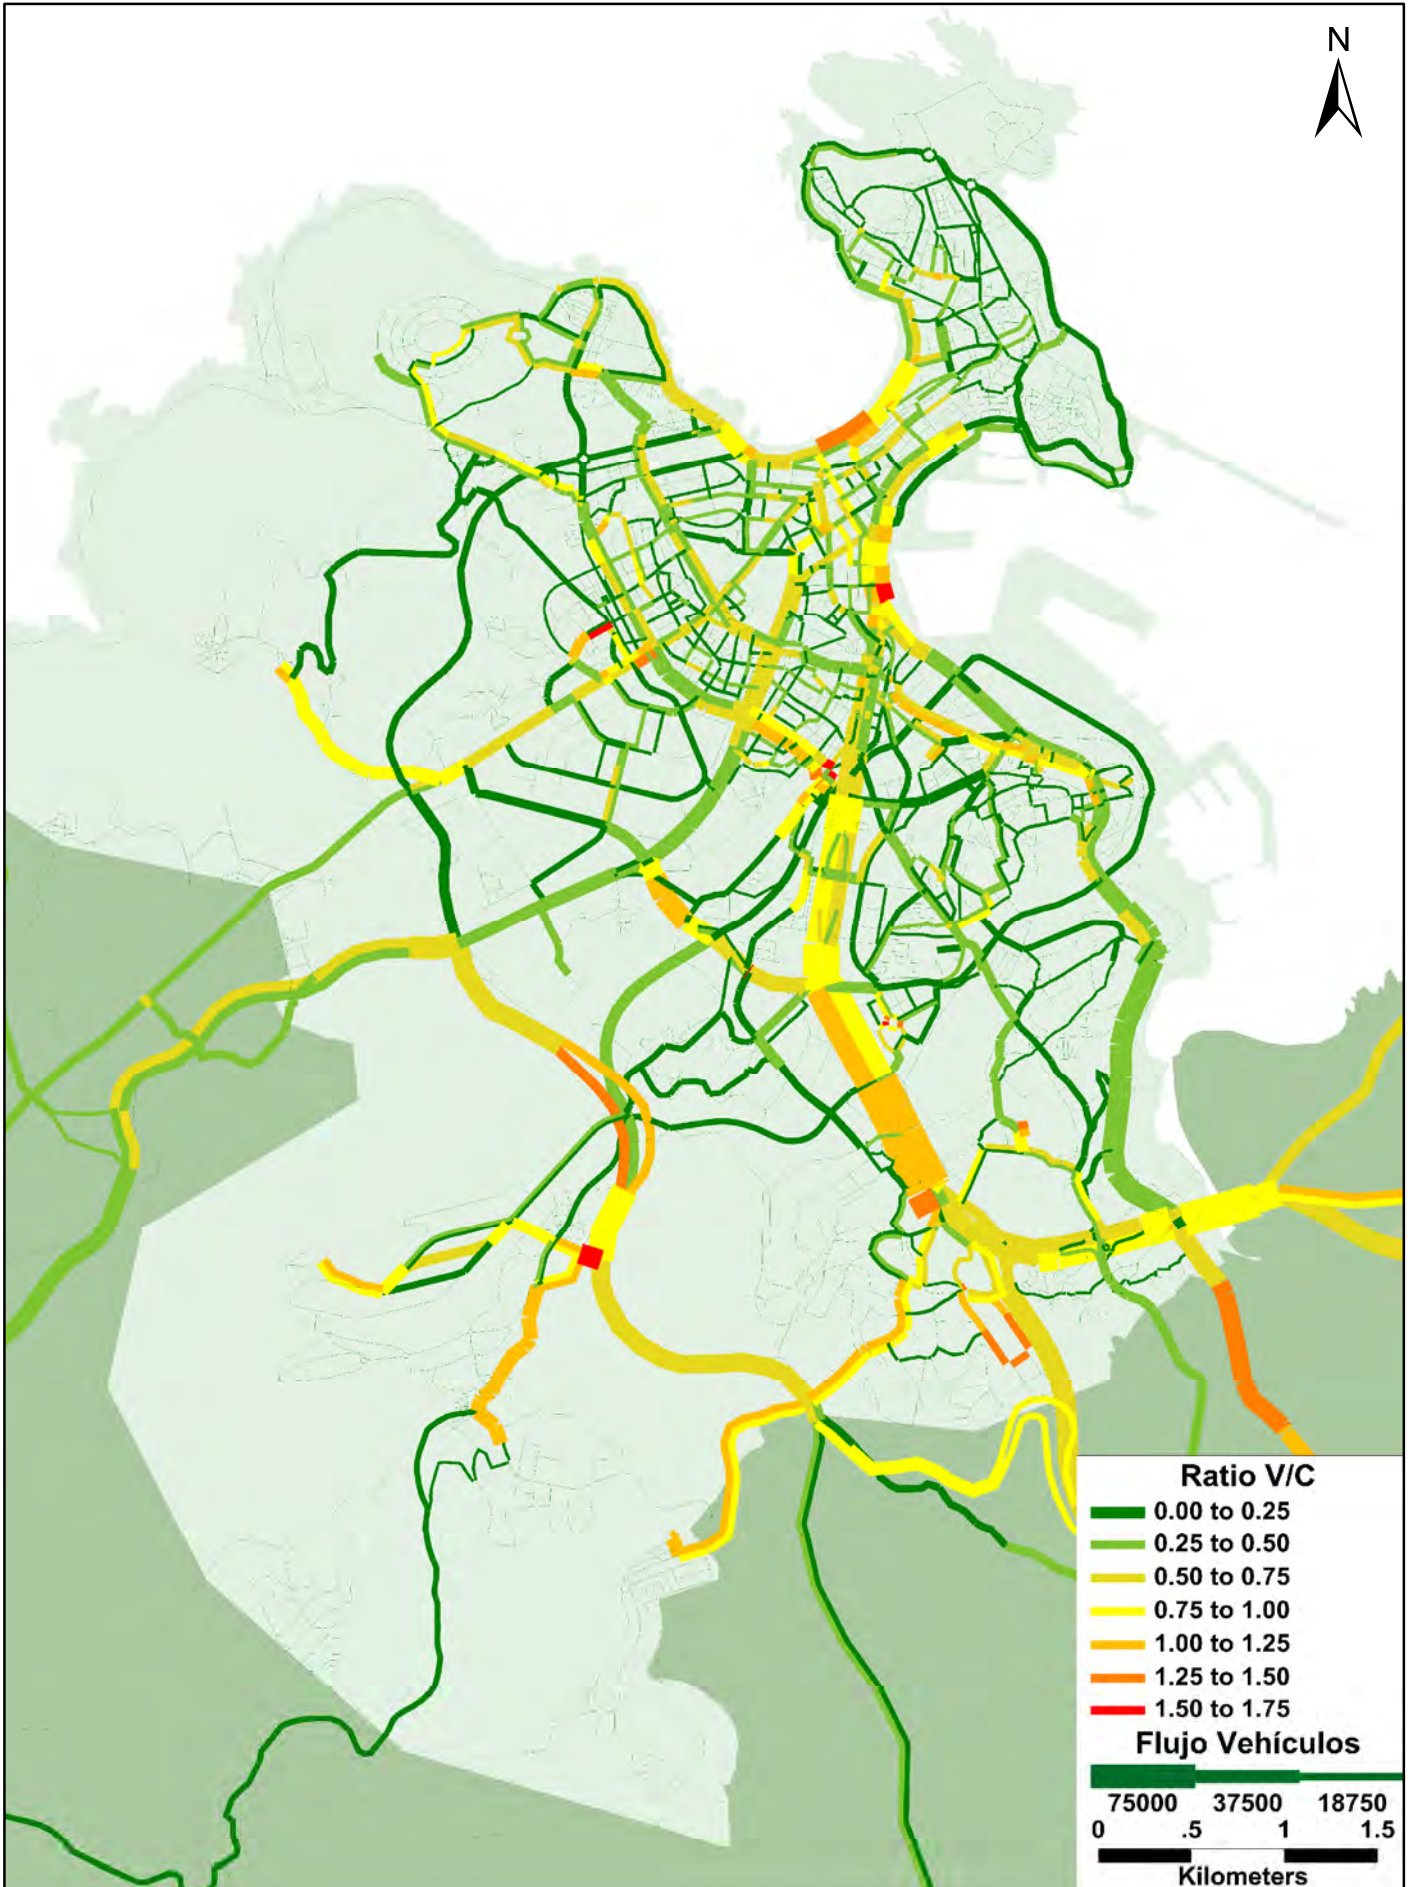 N
Ratio V/C
0.00 to 0.25
0.25 to 0.50
0.50 to 0.75
0.75 to 1.00
1.00 to 1.25
1.25 to 1.50
1.50 to 1.75
Flujo Vehículos
75000 37500 18750
0 .5 1 1.5
Kilometers